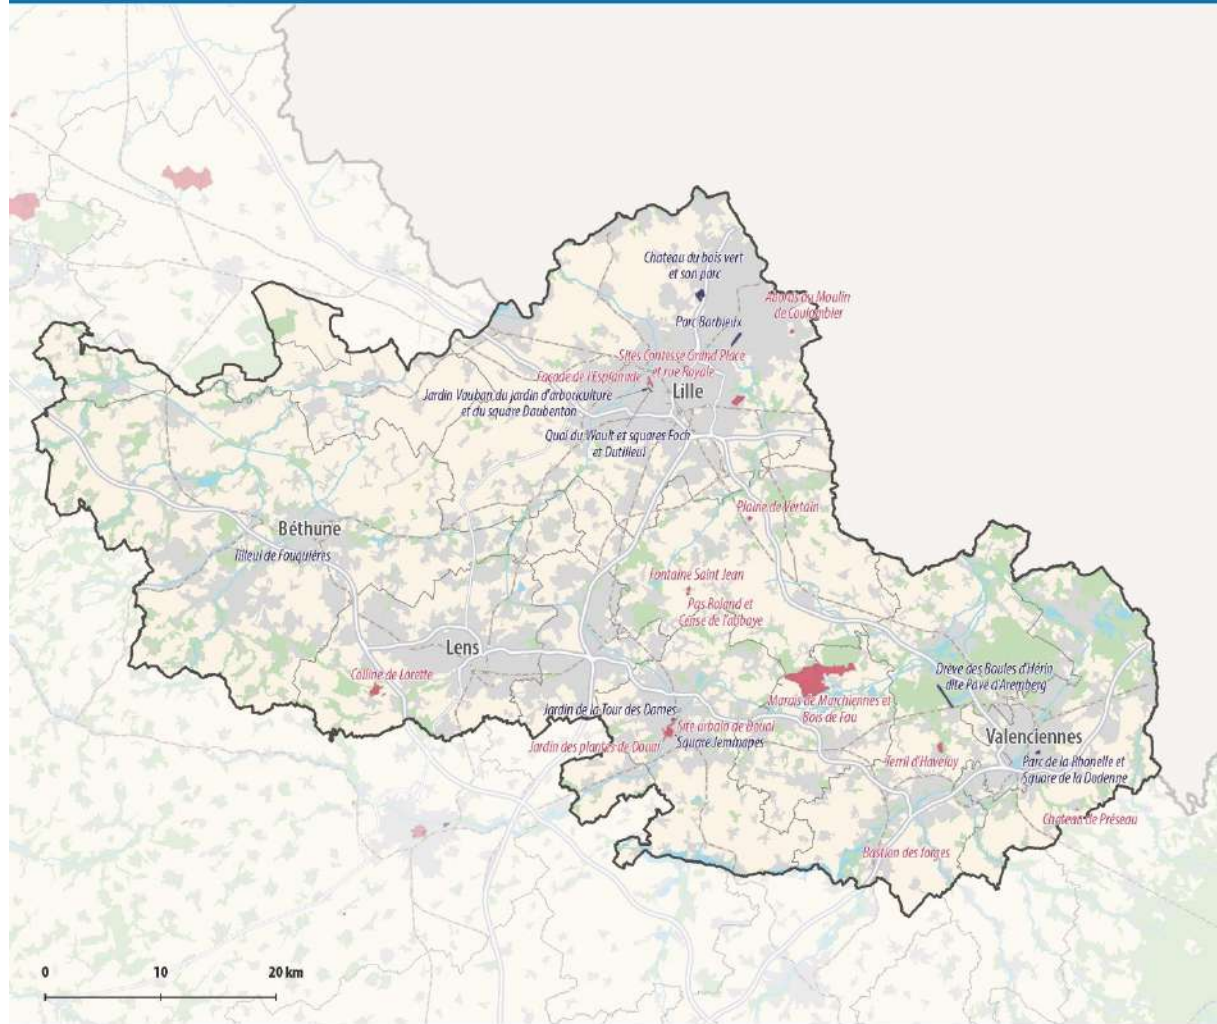 Chateau du bois vert
et son parc
Abords du Moulin
de Coulombier
Parc Barbieux
Sites Contesse Grand Place
et rue Royale
Façade de l'Esplanade
Lille
Jardin Vauban du jardin d'arboriculture
et du square Daubenton
Quai du Wault et squares Foch
et Dutilleul
Plaine de Vertain
Béthune
Tilleul de Fouquières
Fontaine Saint Jean
Pas Roland et
Cense de l'abbaye
Lens
Colline de Lorette
Drève des Boules d'Hérin
dite Pavé d'Aremberg
Marais de Marchiennes et
Bois de Fau
Jardin de la Tour des Dames
Site urbain de Douai
Square Jemmapes
Jardin des plantes de Douai
Valenciennes
Terril d'Haveluy
Parc de la Rhonelle et
Square de la Dodenne
Chateau de Préseau
Bastion des forges
0 10 20 km